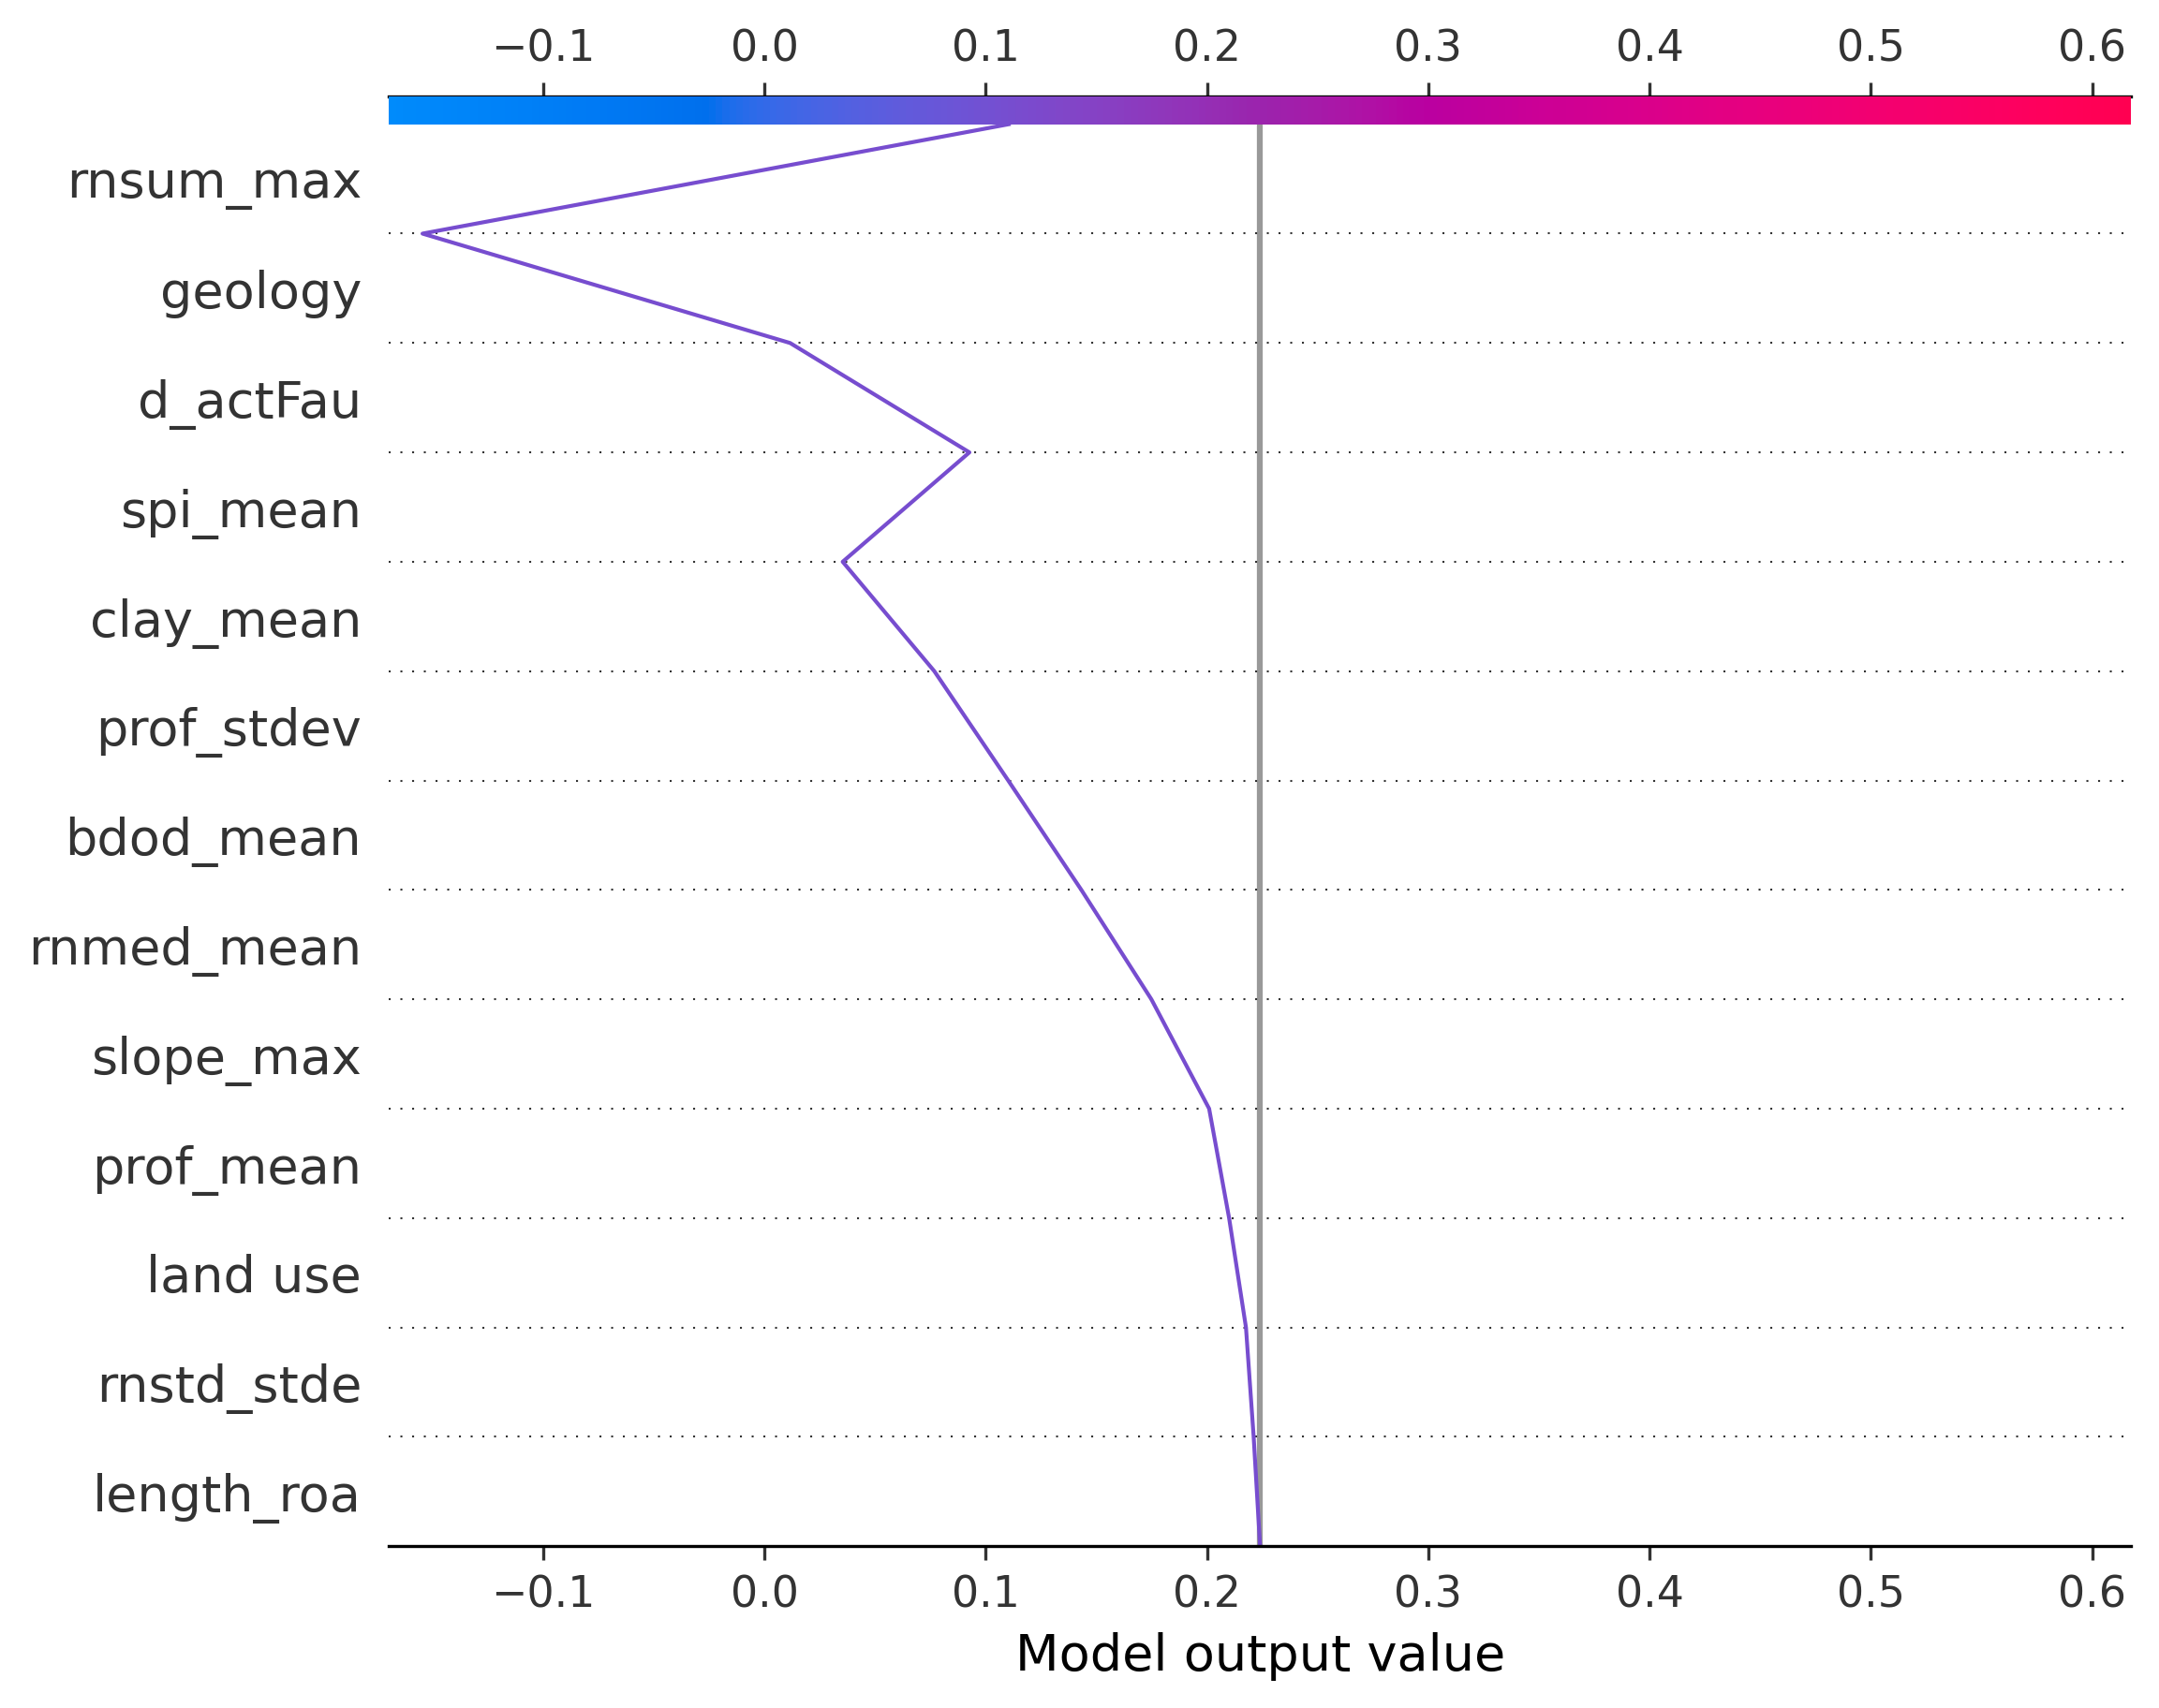 −0.1 0.0 0.1 0.2 0.3 0.4 0.5 0.6
rnsum_max
geology
d_actFau
spi_mean
clay_mean
prof_stdev
bdod_mean
rnmed_mean
slope_max
prof_mean
land use
rnstd_stde
length_roa
−0.1 0.0 0.1 0.2 0.3 0.4 0.5 0.6
Model output value